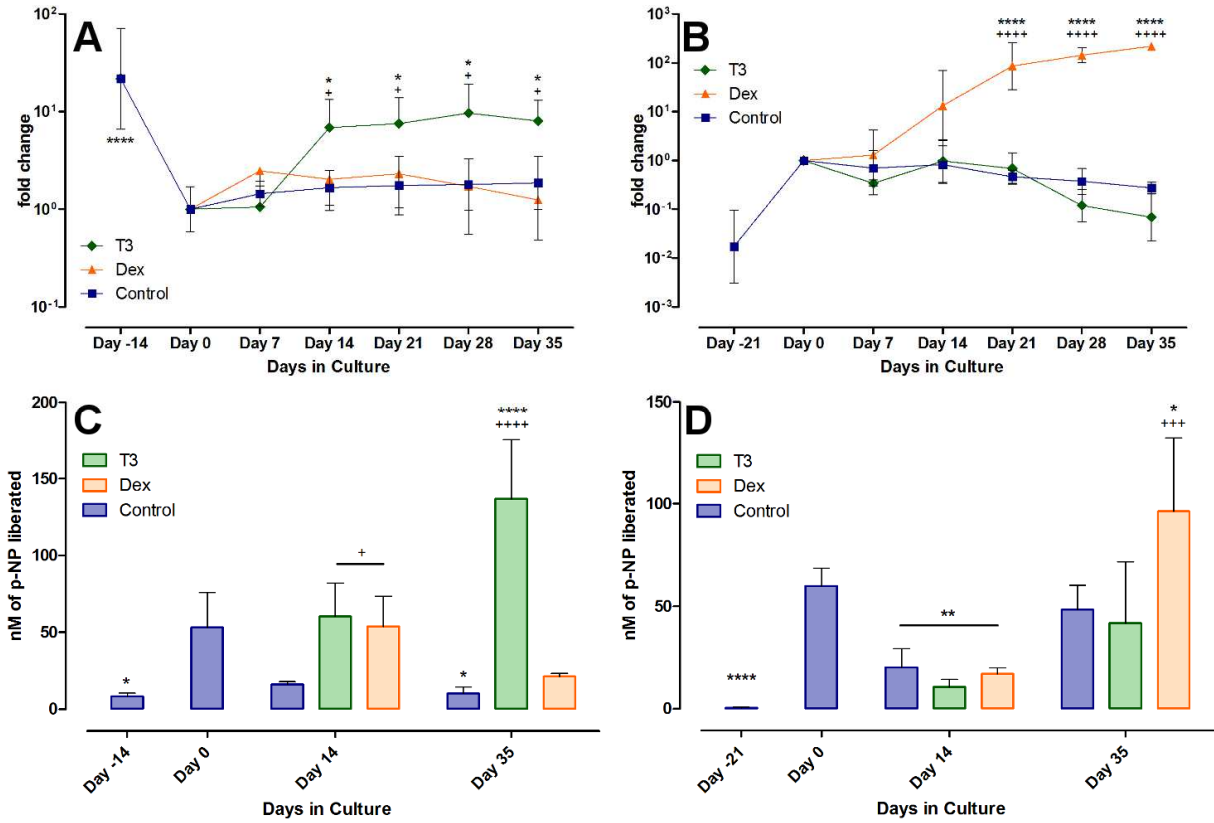 A
fold change
10²
10¹
10⁰
10⁻¹
****
*
+
*
+
*
+
*
+
T3
Dex
Control
Day -14 Day 0 Day 7 Day 14 Day 21 Day 28 Day 35
Days in Culture
B
fold change
10³
10²
10¹
10⁰
10⁻¹
10⁻²
10⁻³
**** **** ****
++++ ++++ ++++
T3
Dex
Control
Day -21 Day 0 Day 7 Day 14 Day 21 Day 28 Day 35
Days in Culture
C
nM of p-NP liberated
200
150
100
50
0
T3
Dex
Control
*
+
*
****
++++
Day -14 Day 0 Day 14 Day 35
Days in Culture
D
nM of p-NP liberated
150
100
50
0
T3
Dex
Control
****
**
*
+++
Day -21 Day 0 Day 14 Day 35
Days in Culture